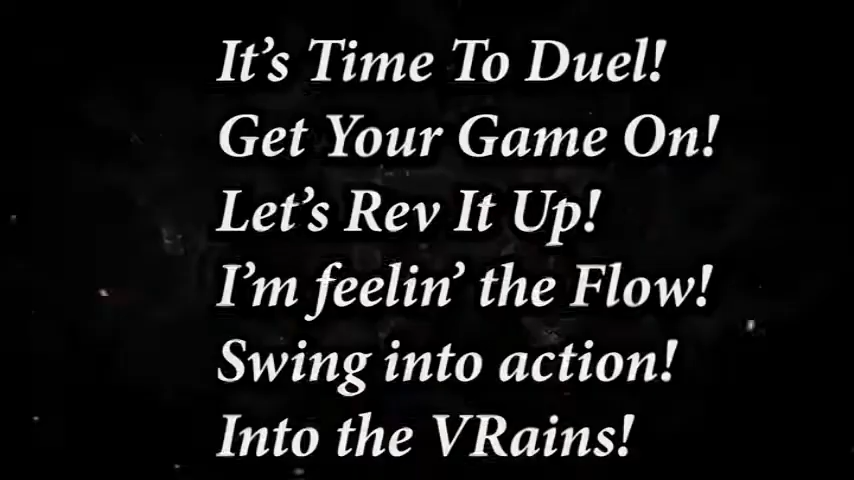 It’s Time To Duel!
Get Your Game On!
Let’s Rev It Up!
I’m feelin’ the Flow!
Swing into action!
Into the VRains!